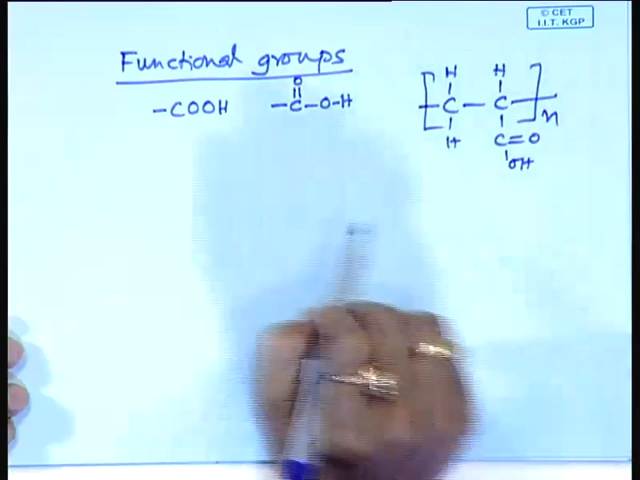 © CET
I.I.T. KGP
Functional groups
-COOH
O
-C-O-H
H H
C-C
n
H C=O
OH